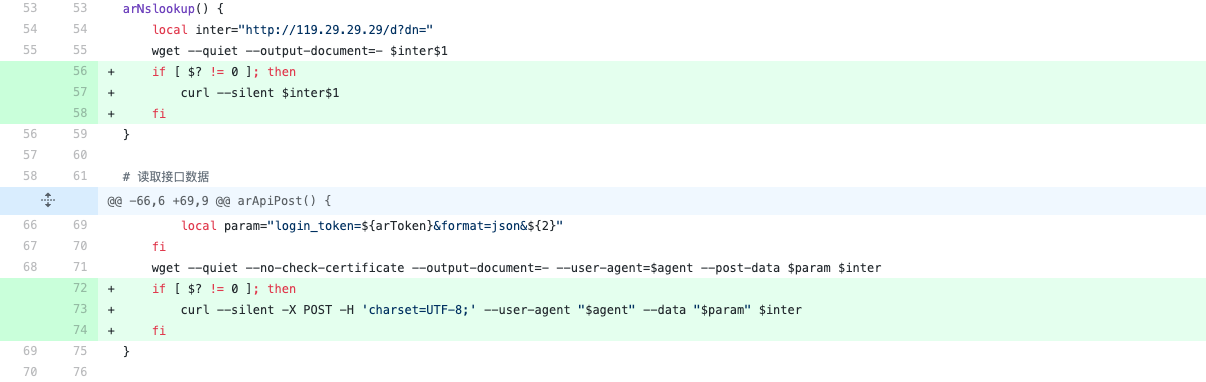 53 53 arNslookup() {
54 54 local inter="http://119.29.29.29/d?dn="
55 55 wget --quiet --output-document=- $inter$1
56 + if [ $? != 0 ]; then
57 + curl --silent $inter$1
58 + fi
56 59 }
57 60
58 61 # 读取接口数据
@@ -66,6 +69,9 @@ arApiPost() {
66 69 local param="login_token=${arToken}&format=json&${2}"
67 70 fi
68 71 wget --quiet --no-check-certificate --output-document=- --user-agent=$agent --post-data $param $inter
72 + if [ $? != 0 ]; then
73 + curl --silent -X POST -H 'charset=UTF-8;' --user-agent "$agent" --data "$param" $inter
74 + fi
69 75 }
70 76